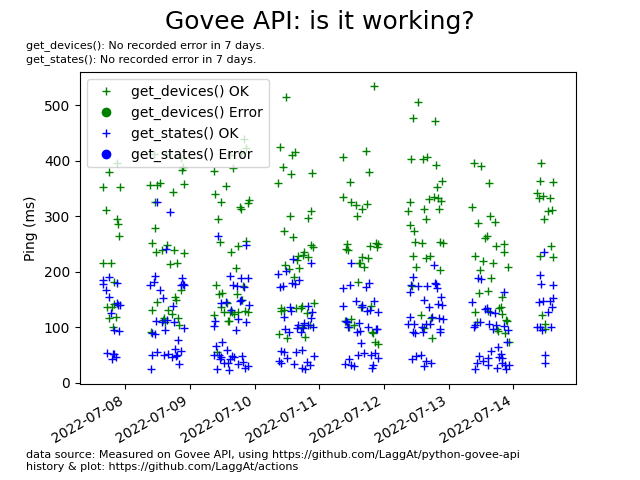 Govee API: is it working?
get_devices(): No recorded error in 7 days.
get_states(): No recorded error in 7 days.
get_devices() OK
get_devices() Error
get_states() OK
get_states() Error
Ping (ms)
500
400
300
200
100
0
2022-07-08
2022-07-09
2022-07-10
2022-07-11
2022-07-12
2022-07-13
2022-07-14
data source: Measured on Govee API, using https://github.com/LaggAt/python-govee-api
history & plot: https://github.com/LaggAt/actions